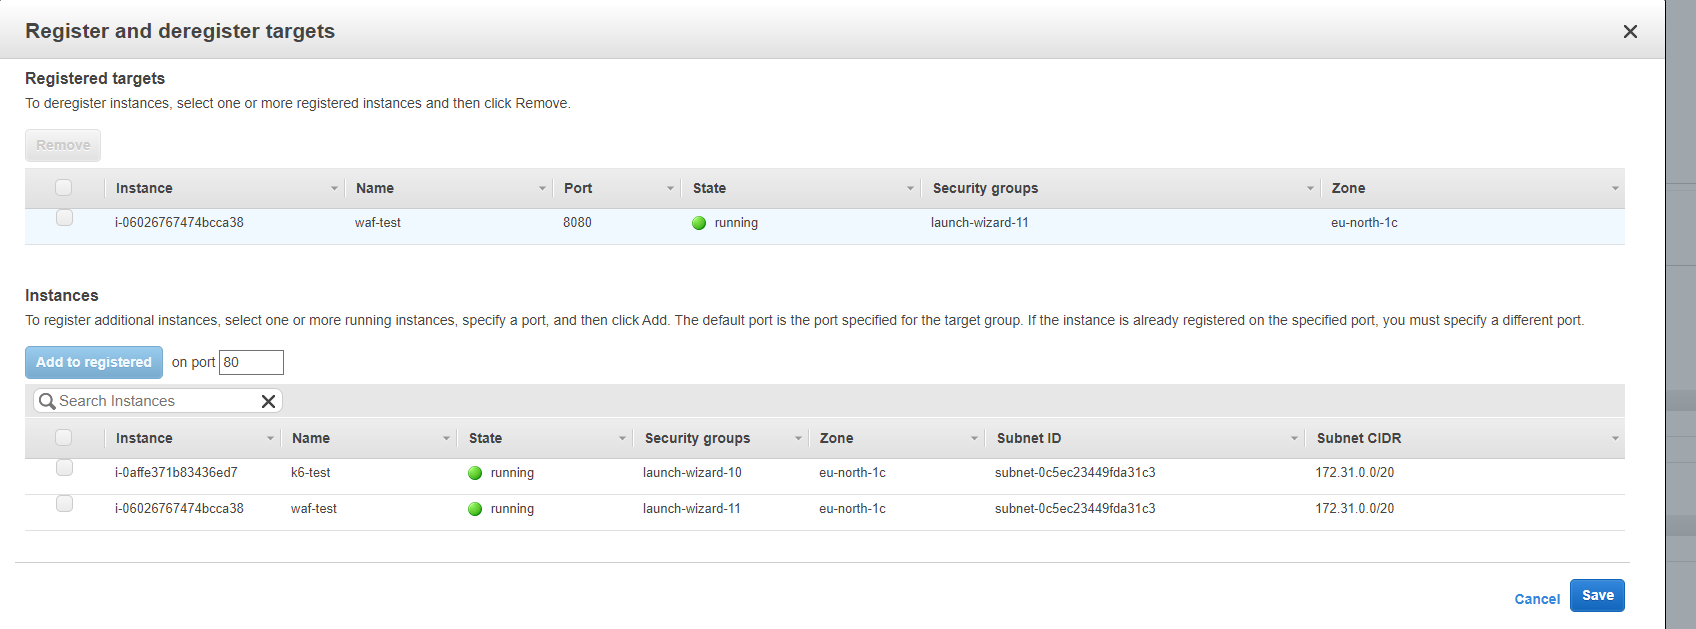 Register and deregister targets
Registered targets
To deregister instances, select one or more registered instances and then click Remove.
Remove
Instance Name Port State Security groups Zone
i-06026767474bcca38 waf-test 8080 running launch-wizard-11 eu-north-1c
Instances
To register additional instances, select one or more running instances, specify a port, and then click Add. The default port is the port specified for the target group. If the instance is already registered on the specified port, you must specify a different port.
Add to registered on port 80
Search Instances
Instance Name State Security groups Zone Subnet ID Subnet CIDR
i-0affe371b83436ed7 k6-test running launch-wizard-10 eu-north-1c subnet-0c5ec23449fda31c3 172.31.0.0/20
i-06026767474bcca38 waf-test running launch-wizard-11 eu-north-1c subnet-0c5ec23449fda31c3 172.31.0.0/20
Cancel Save